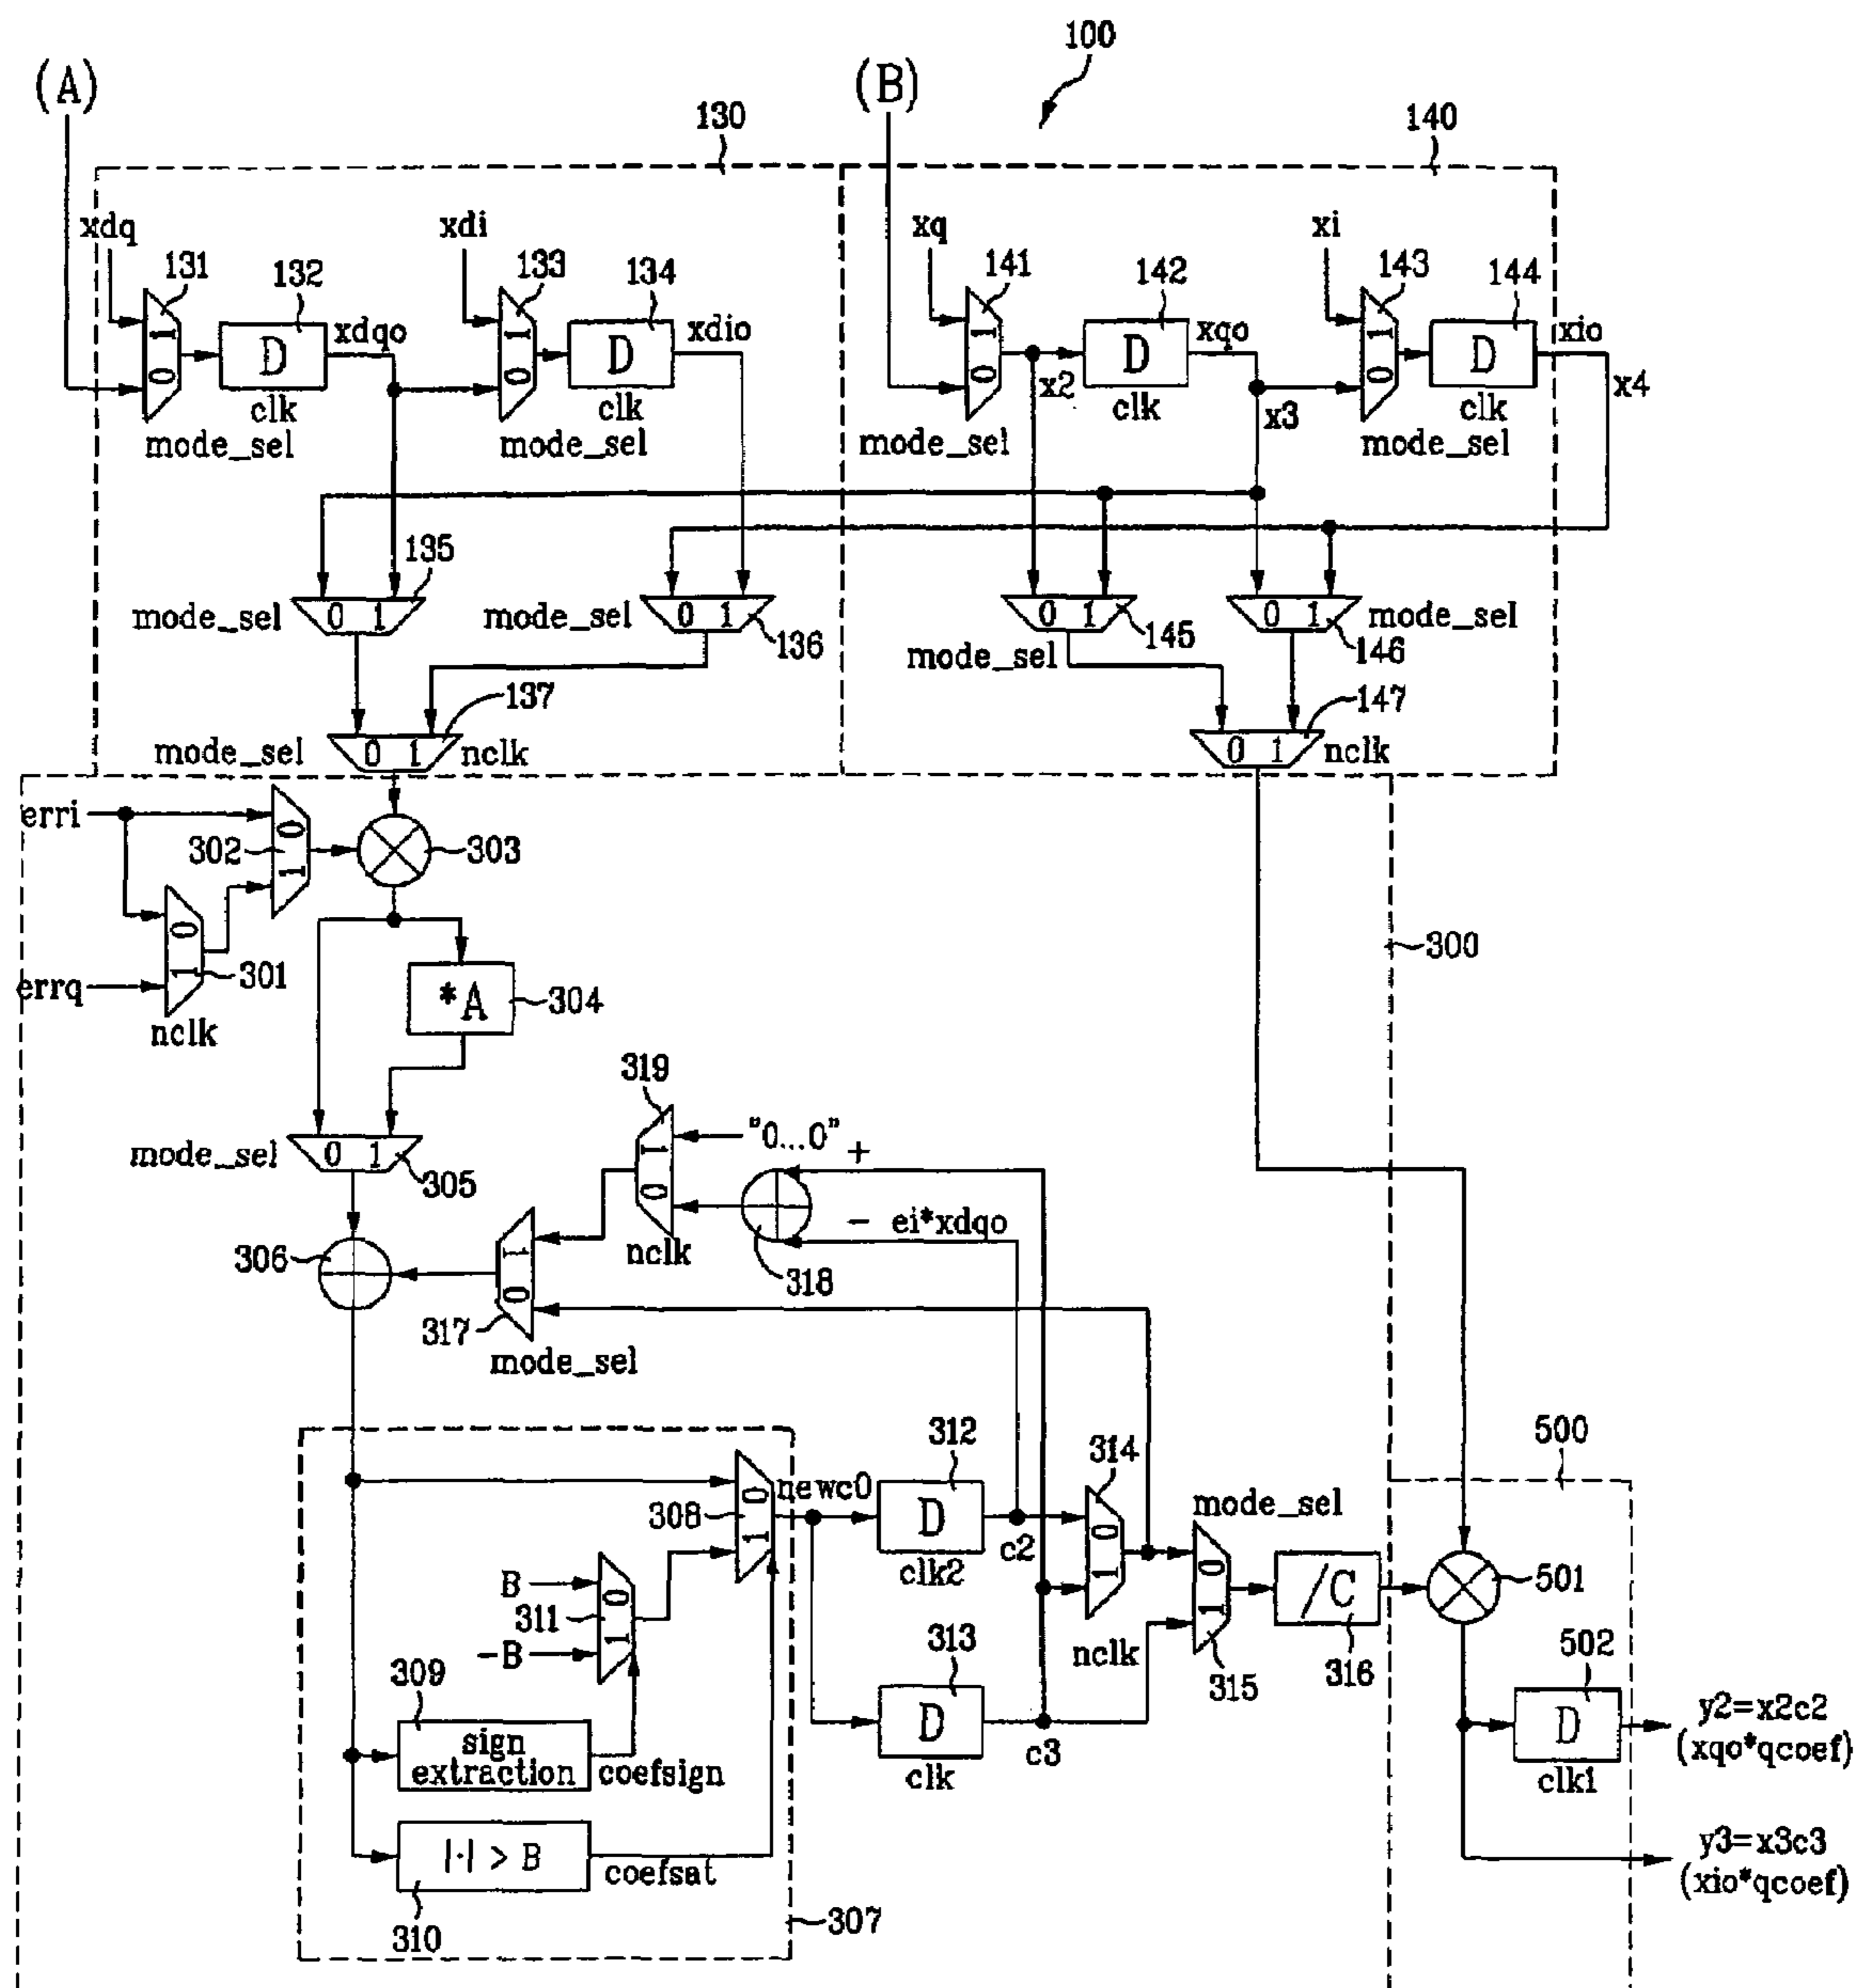 100
(A)
(B)
130
140
xdq
xdi
xq
xi
131
132
133
134
141
142
143
144
xdqo
xdio
xqo
xio
1
0
D
1
0
D
1
0
D
1
0
D
x2
x3
x4
clk
clk
clk
clk
mode_sel
mode_sel
mode_sel
mode_sel
135
mode_sel
0 1
mode_sel
0 1
136
0 1
145
mode_sel
0 1
mode_sel
146
137
147
mode_sel
0 1
nclk
0 1
nclk
erri
302
0
1
303
300
errq
0
1
301
nclk
*A
304
319
mode_sel
0 1
305
1
0
"0...0"
+
- ei*xdqo
nclk
318
306
1
0
317
mode_sel
312
314
500
308
0
1
newc0
D
c2
clk2
0
1
nclk
mode_sel
0
1
315
/C
316
501
B
311
-B
0
1
313
D
c3
clk
309
sign
extraction
coefsign
502
D
clk1
y2=x2c2
(xqo*qcoef)
|·| > B
coefsat
310
307
y3=x3c3
(xio*qcoef)